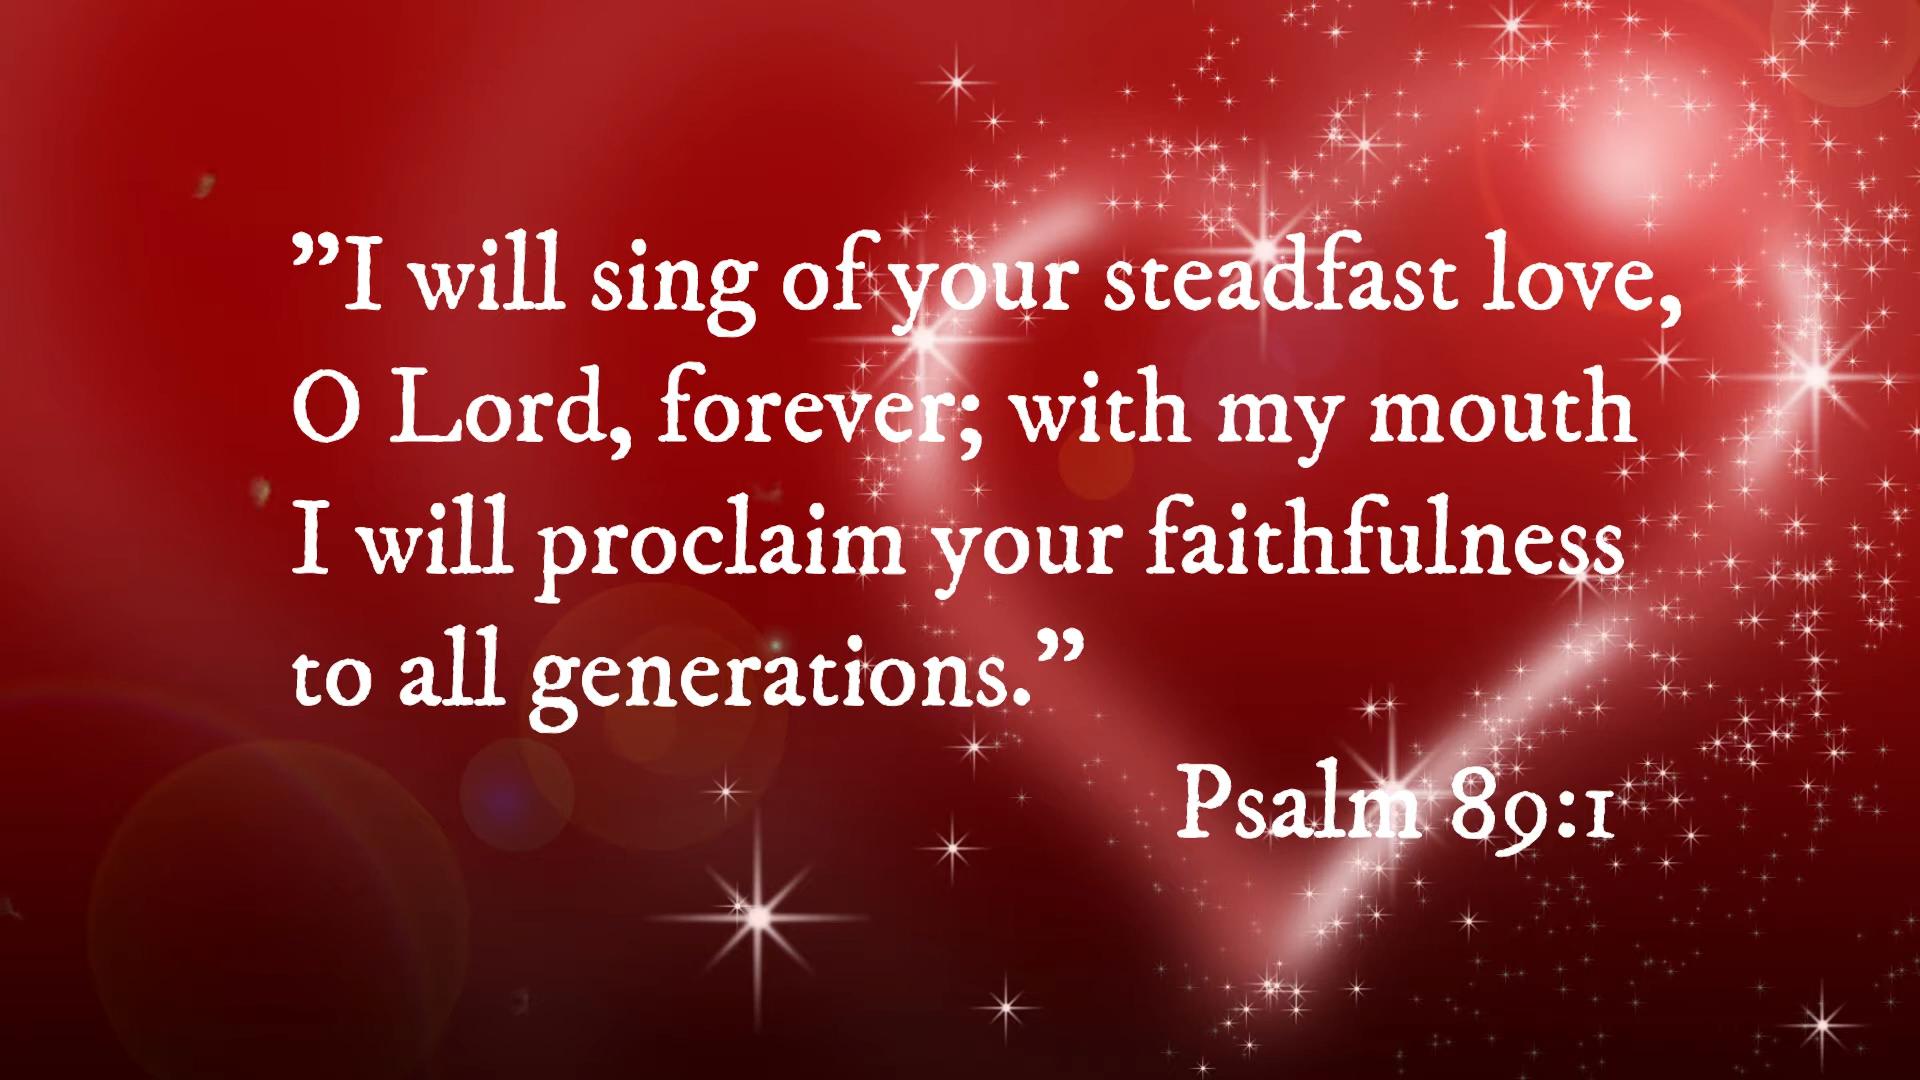 ”I will sing of your steadfast love,
O Lord, forever; with my mouth
I will proclaim your faithfulness
to all generations.”
Psalm 89:1